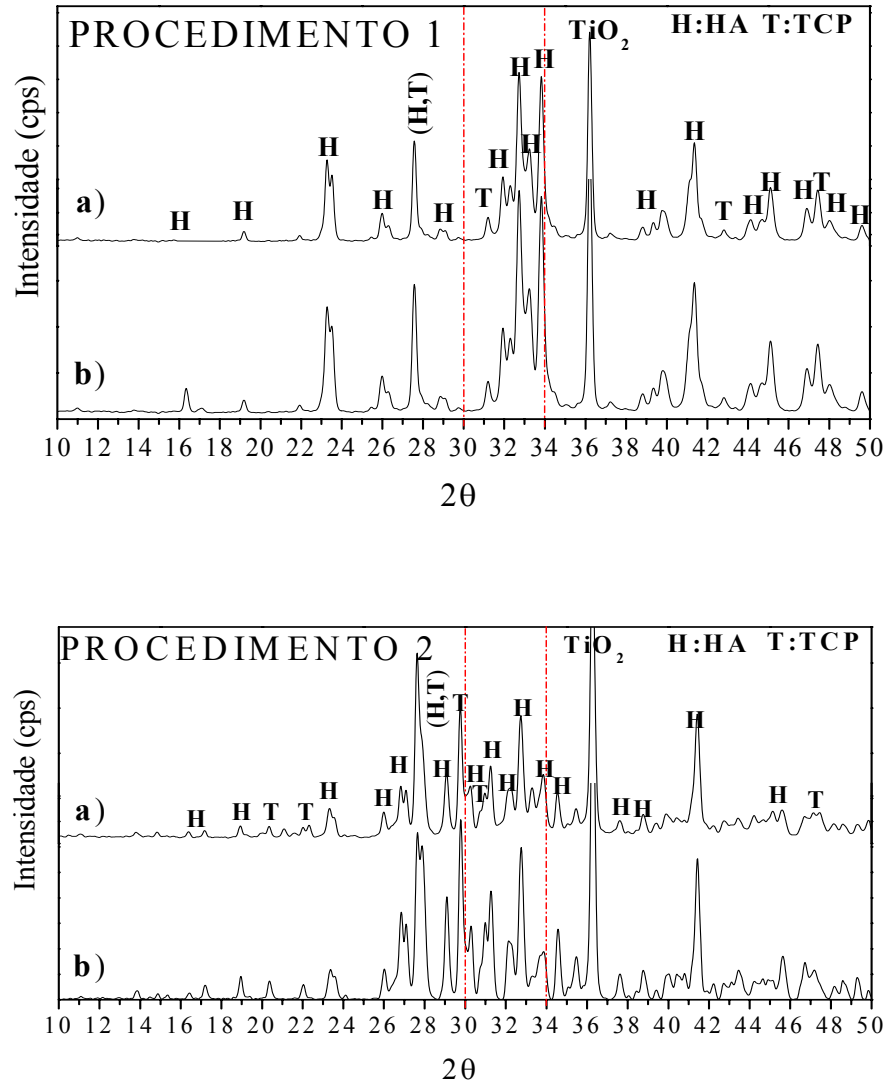 PROCEDIMENTO 1
TiO2
H:HA T:TCP
Intensidade (cps)
(H,T)
H H H H H T H H H H H T H H H T H H
a)
b)
10 12 14 16 18 20 22 24 26 28 30 32 34 36 38 40 42 44 46 48 50
2θ
PROCEDIMENTO 2
TiO2
H:HA T:TCP
Intensidade (cps)
(H,T)
H H T T H H H H T H T H H H H H H H H H T
a)
b)
10 12 14 16 18 20 22 24 26 28 30 32 34 36 38 40 42 44 46 48 50
2θ